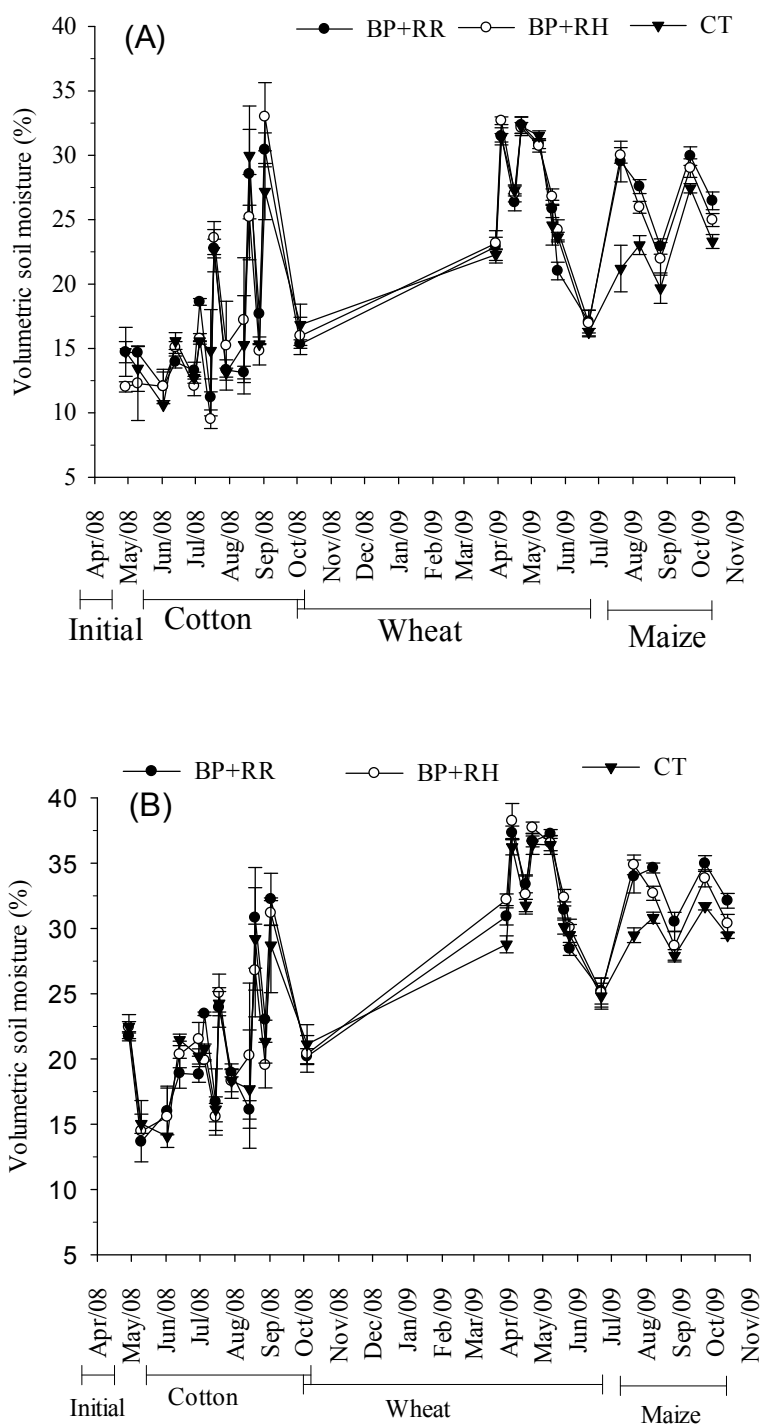 (A)
BP+RR BP+RH CT
Volumetric soil moisture (%)
40
35
30
25
20
15
10
5
Apr/08 May/08 Jun/08 Jul/08 Aug/08 Sep/08 Oct/08 Nov/08 Dec/08 Jan/09 Feb/09 Mar/09 Apr/09 May/09 Jun/09 Jul/09 Aug/09 Sep/09 Oct/09 Nov/09
Initial Cotton Wheat Maize
BP+RR BP+RH CT
(B)
Volumetric soil moisture (%)
40
35
30
25
20
15
10
5
Apr/08 May/08 Jun/08 Jul/08 Aug/08 Sep/08 Oct/08 Nov/08 Dec/08 Jan/09 Feb/09 Mar/09 Apr/09 May/09 Jun/09 Jul/09 Aug/09 Sep/09 Oct/09 Nov/09
Initial Cotton Wheat Maize